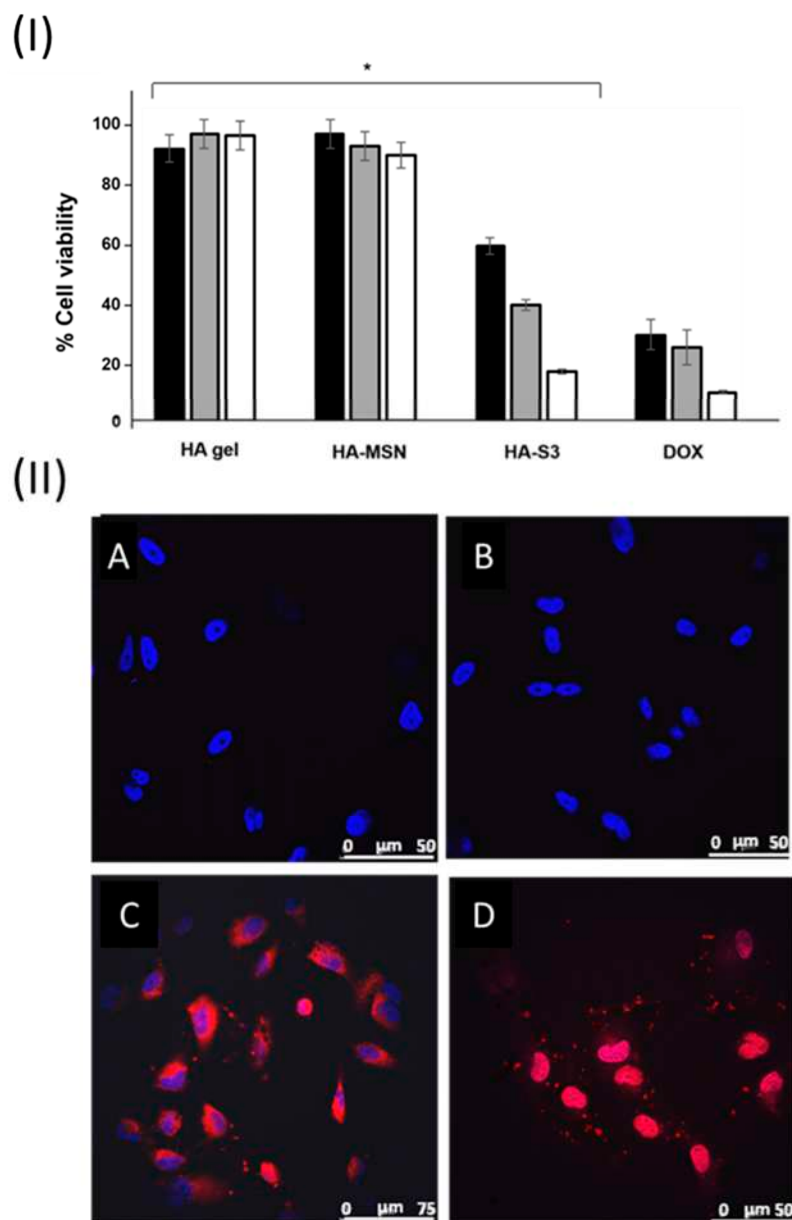 (I)
*
100
80
60
40
20
0
% Cell viability
HA gel HA-MSN HA-S3 DOX
(II)
A B
0 µm 50 0 µm 50
C D
0 µm 75 0 µm 50